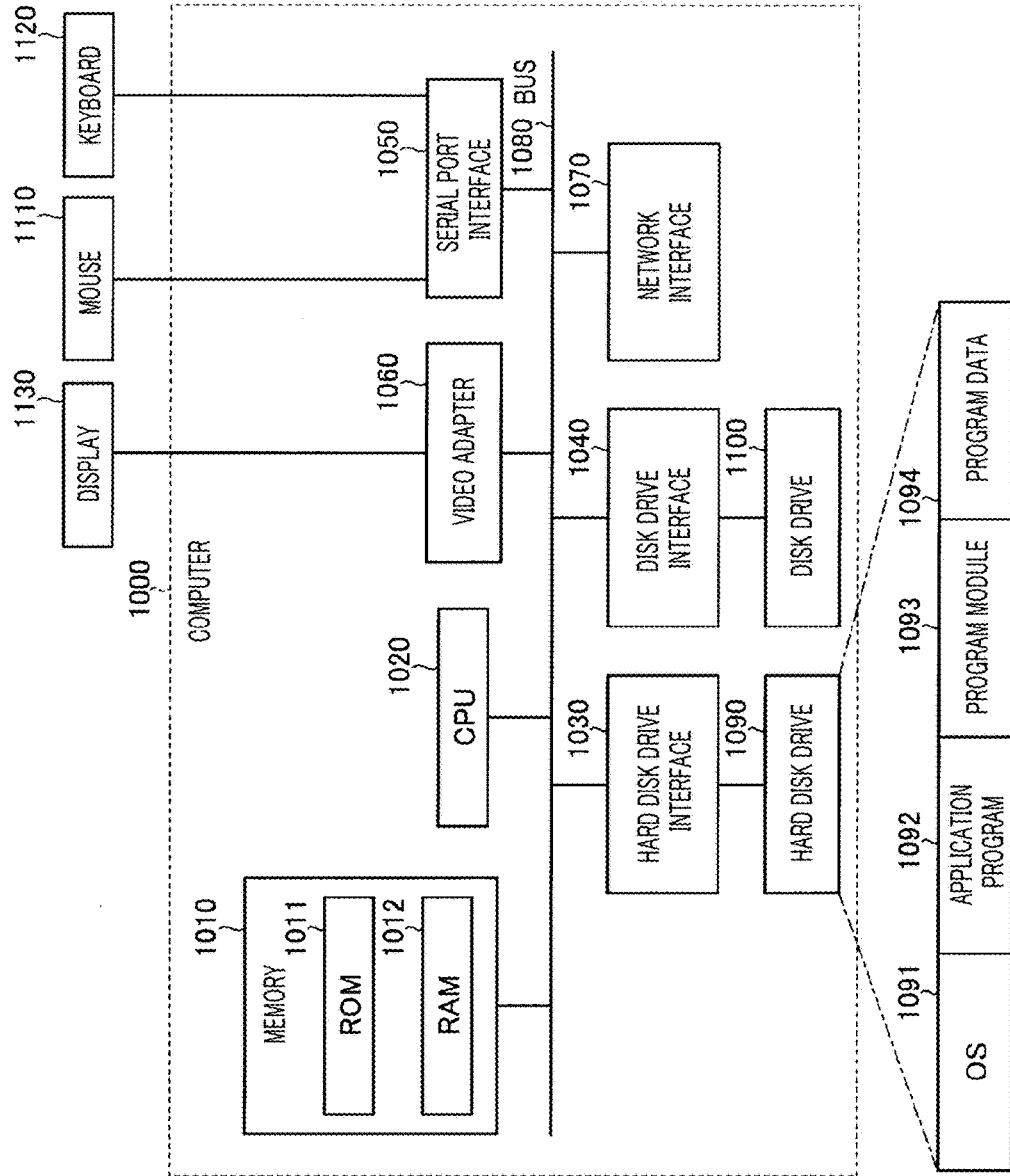 1000
COMPUTER
1010
MEMORY
1011
ROM
1012
RAM
1020
CPU
1130
DISPLAY
1110
MOUSE
1120
KEYBOARD
1060
VIDEO ADAPTER
1050
SERIAL PORT
INTERFACE
1080 BUS
1030
HARD DISK DRIVE
INTERFACE
1040
DISK DRIVE
INTERFACE
1070
NETWORK
INTERFACE
1090
HARD DISK DRIVE
1100
DISK DRIVE
1091
OS
1092
APPLICATION
PROGRAM
1093
PROGRAM MODULE
1094
PROGRAM DATA